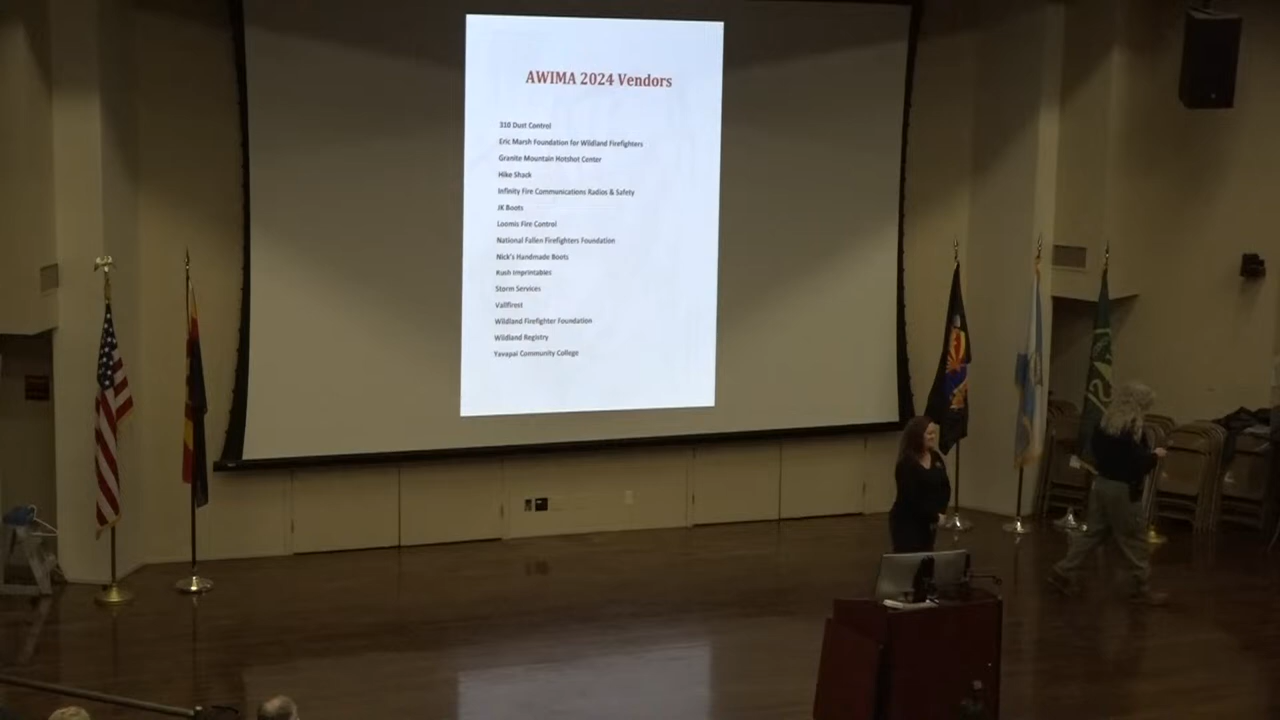 AWIMA 2024 Vendors
310 Dust Control
Eric Marsh Foundation for Wildland Firefighters
Granite Mountain Hotshot Center
Hike Shack
Infinity Fire Communications Radios & Safety
JK Boots
Loomis Fire Control
National Fallen Firefighters Foundation
Nick's Handmade Boots
Rush Imprintables
Storm Services
Vallfirest
Wildland Firefighter Foundation
Wildland Registry
Yavapai Community College